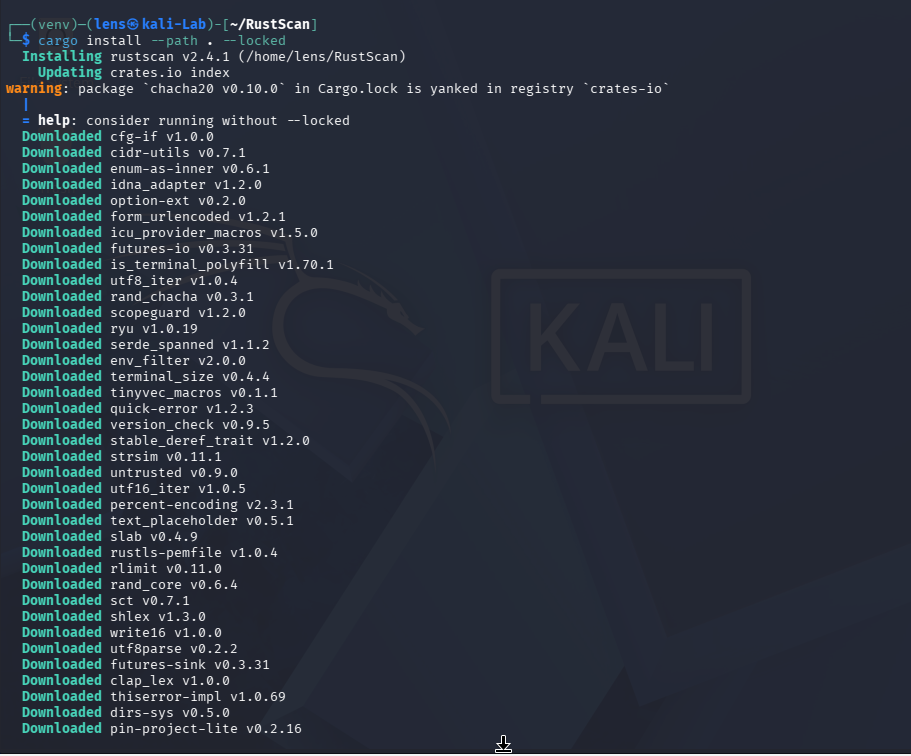 ┌──(venv)─(lens㉿kali-Lab)-[~/RustScan]
└─$ cargo install --path . --locked
  Installing rustscan v2.4.1 (/home/lens/RustScan)
    Updating crates.io index
warning: package `chacha20 v0.10.0` in Cargo.lock is yanked in registry `crates-io`
  |
  = help: consider running without --locked
  Downloaded cfg-if v1.0.0
  Downloaded cidr-utils v0.7.1
  Downloaded enum-as-inner v0.6.1
  Downloaded idna_adapter v1.2.0
  Downloaded option-ext v0.2.0
  Downloaded form_urlencoded v1.2.1
  Downloaded icu_provider_macros v1.5.0
  Downloaded futures-io v0.3.31
  Downloaded is_terminal_polyfill v1.70.1
  Downloaded utf8_iter v1.0.4
  Downloaded rand_chacha v0.3.1
  Downloaded scopeguard v1.2.0
  Downloaded ryu v1.0.19
  Downloaded serde_spanned v1.1.2
  Downloaded env_filter v2.0.0
  Downloaded terminal_size v0.4.4
  Downloaded tinyvec_macros v0.1.1
  Downloaded quick-error v1.2.3
  Downloaded version_check v0.9.5
  Downloaded stable_deref_trait v1.2.0
  Downloaded strsim v0.11.1
  Downloaded untrusted v0.9.0
  Downloaded utf16_iter v1.0.5
  Downloaded percent-encoding v2.3.1
  Downloaded text_placeholder v0.5.1
  Downloaded slab v0.4.9
  Downloaded rustls-pemfile v1.0.4
  Downloaded rlimit v0.11.0
  Downloaded rand_core v0.6.4
  Downloaded sct v0.7.1
  Downloaded shlex v1.3.0
  Downloaded write16 v1.0.0
  Downloaded utf8parse v0.2.2
  Downloaded futures-sink v0.3.31
  Downloaded clap_lex v1.0.0
  Downloaded thiserror-impl v1.0.69
  Downloaded dirs-sys v0.5.0
  Downloaded pin-project-lite v0.2.16
KALI